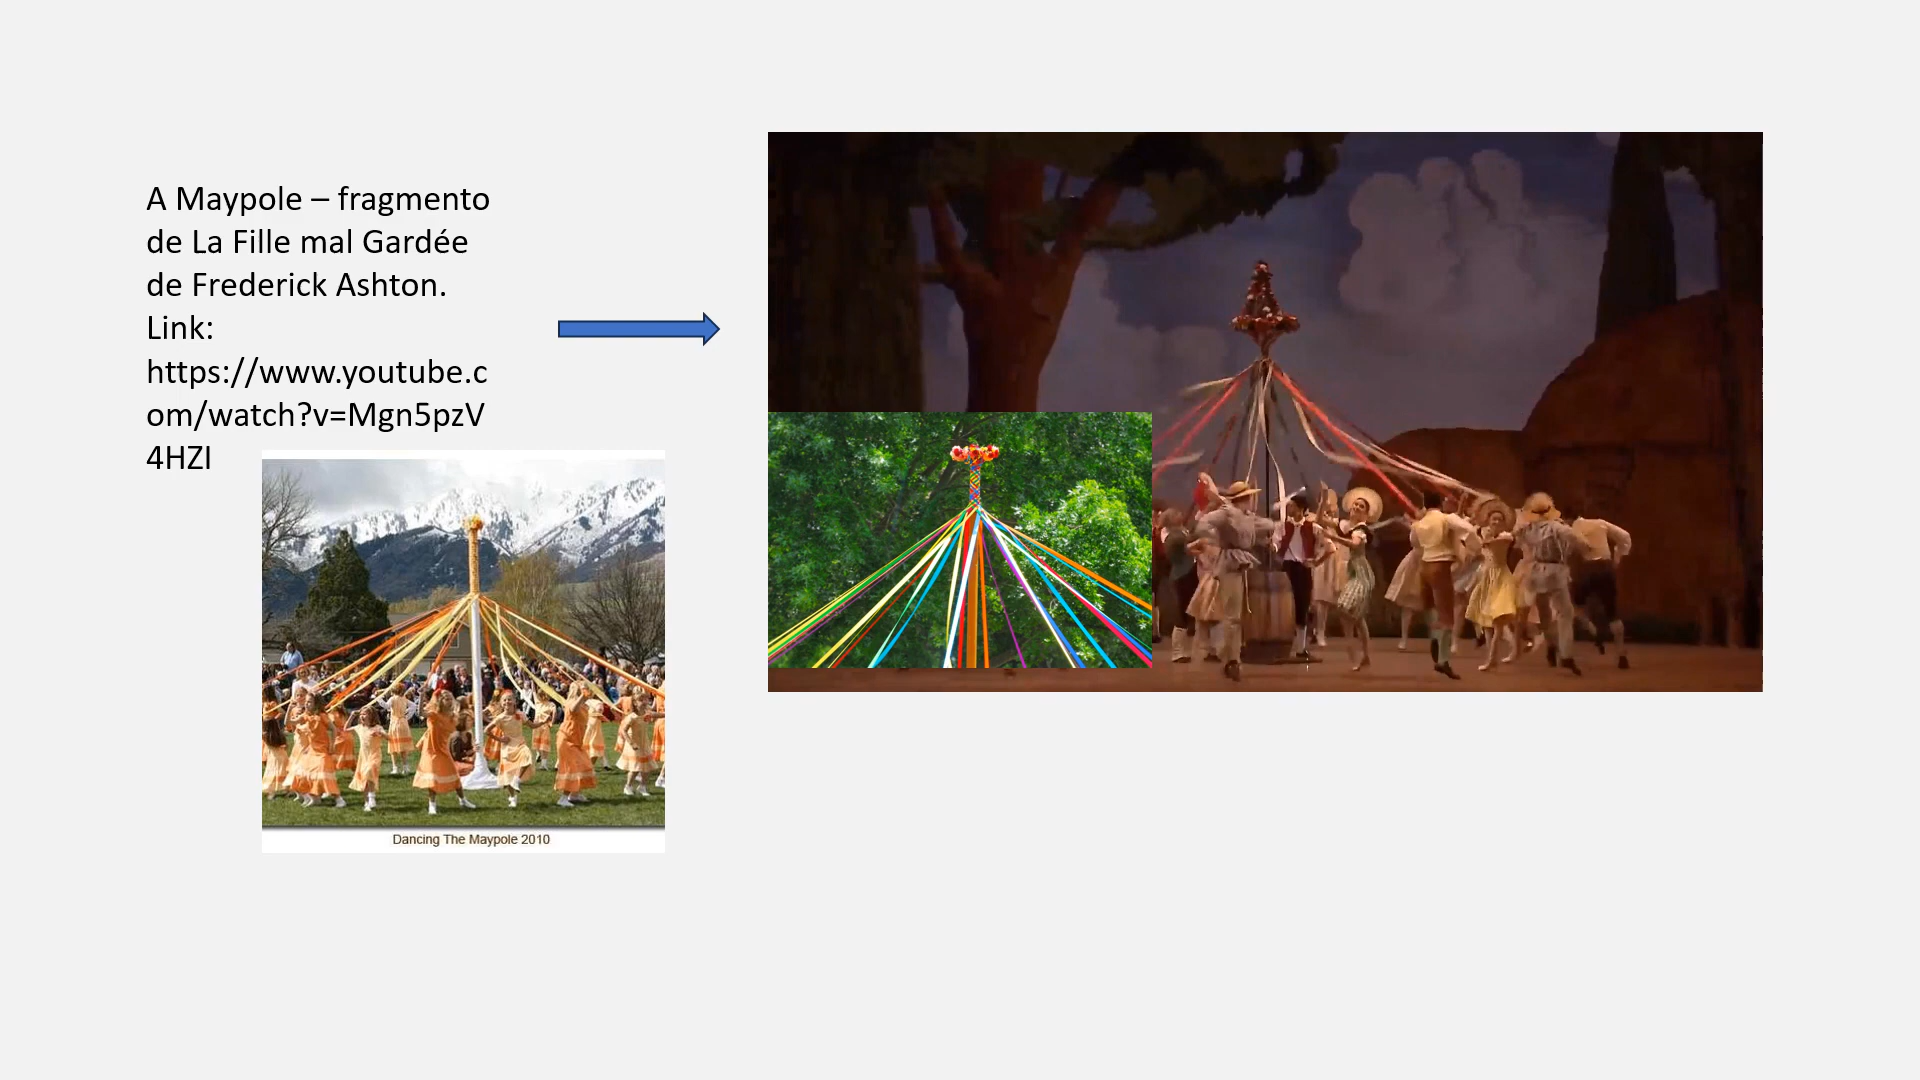 A Maypole – fragmento
de La Fille mal Gardée
de Frederick Ashton.
Link:
https://www.youtube.c
om/watch?v=Mgn5pzV
4HZI
Dancing The Maypole 2010